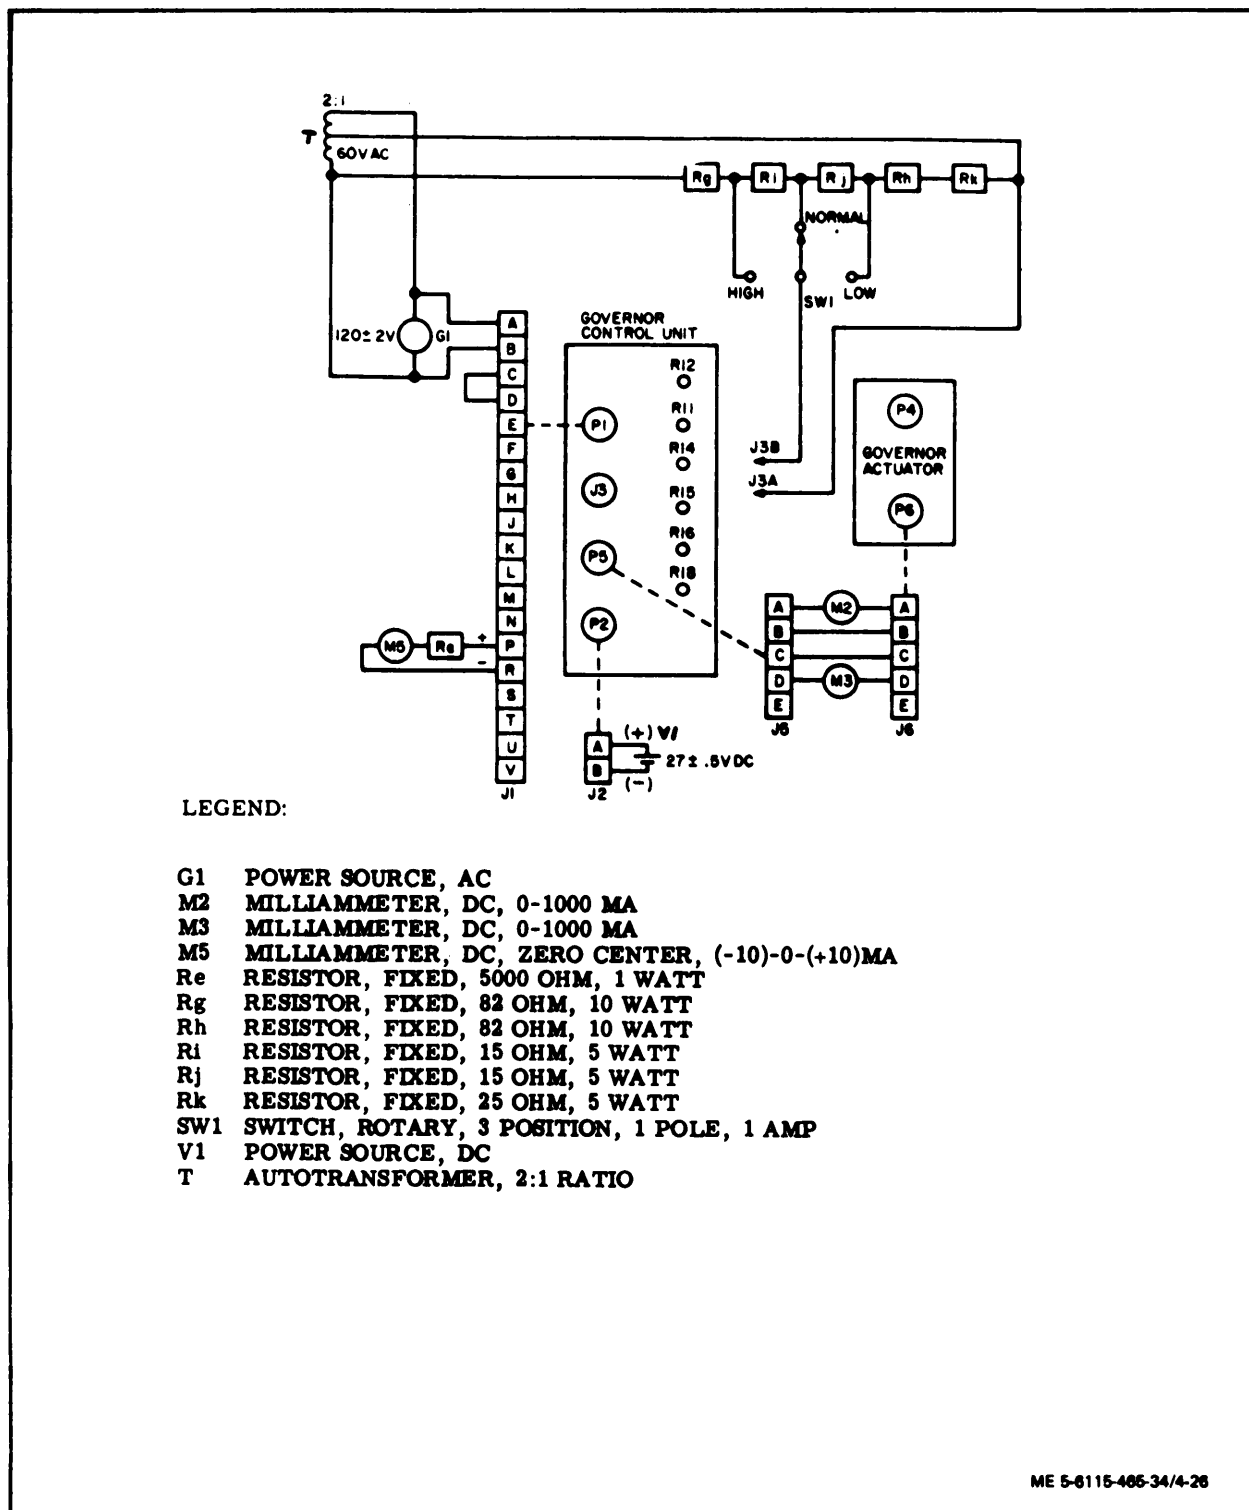 2:1
T
60VAC
Rg
Ri
Rj
Rh
Rk
NORMAL
HIGH
SW1
LOW
120± 2V
G1
GOVERNOR
CONTROL UNIT
A
B
C
D
E
F
G
H
J
K
L
M
N
P
R
S
T
U
V
J1
R12
R11
R14
R15
R16
R18
P1
J3
P5
P2
J3B
J3A
P4
GOVERNOR
ACTUATOR
P6
M5
Re
+
-
A
B
C
D
E
J5
M2
M3
A
B
C
D
E
J6
A
B
J2
(+) V1
27± .5VDC
(-)
LEGEND:
G1 POWER SOURCE, AC
M2 MILLIAMMETER, DC, 0-1000 MA
M3 MILLIAMMETER, DC, 0-1000 MA
M5 MILLIAMMETER, DC, ZERO CENTER, (-10)-0-(+10)MA
Re RESISTOR, FIXED, 5000 OHM, 1 WATT
Rg RESISTOR, FIXED, 82 OHM, 10 WATT
Rh RESISTOR, FIXED, 82 OHM, 10 WATT
Ri RESISTOR, FIXED, 15 OHM, 5 WATT
Rj RESISTOR, FIXED, 15 OHM, 5 WATT
Rk RESISTOR, FIXED, 25 OHM, 5 WATT
SW1 SWITCH, ROTARY, 3 POSITION, 1 POLE, 1 AMP
V1 POWER SOURCE, DC
T AUTOTRANSFORMER, 2:1 RATIO
ME 5-6115-465-34/4-26